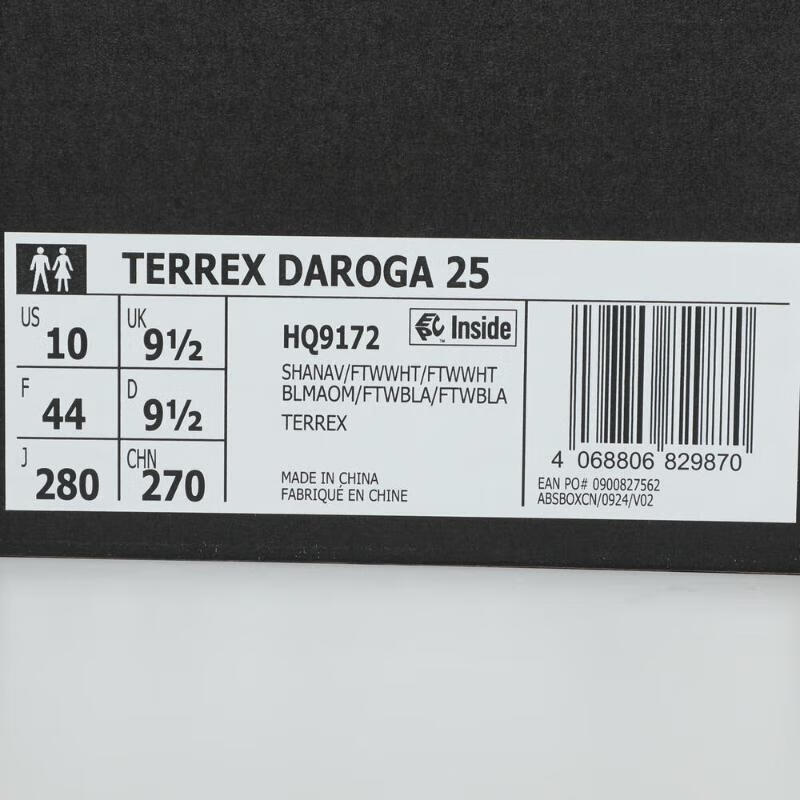 TERREX DAROGA 25
US 10 UK 9½
F 44 D 9½
J 280 CHN 270
HQ9172 EPC Inside
SHANAV/FTWWHT/FTWWHT
BLMAOM/FTWBLA/FTWBLA
TERREX
MADE IN CHINA
FABRIQUÉ EN CHINE
4 068806 829870
EAN PO# 0900827562
ABSBOXCN/0924/V02